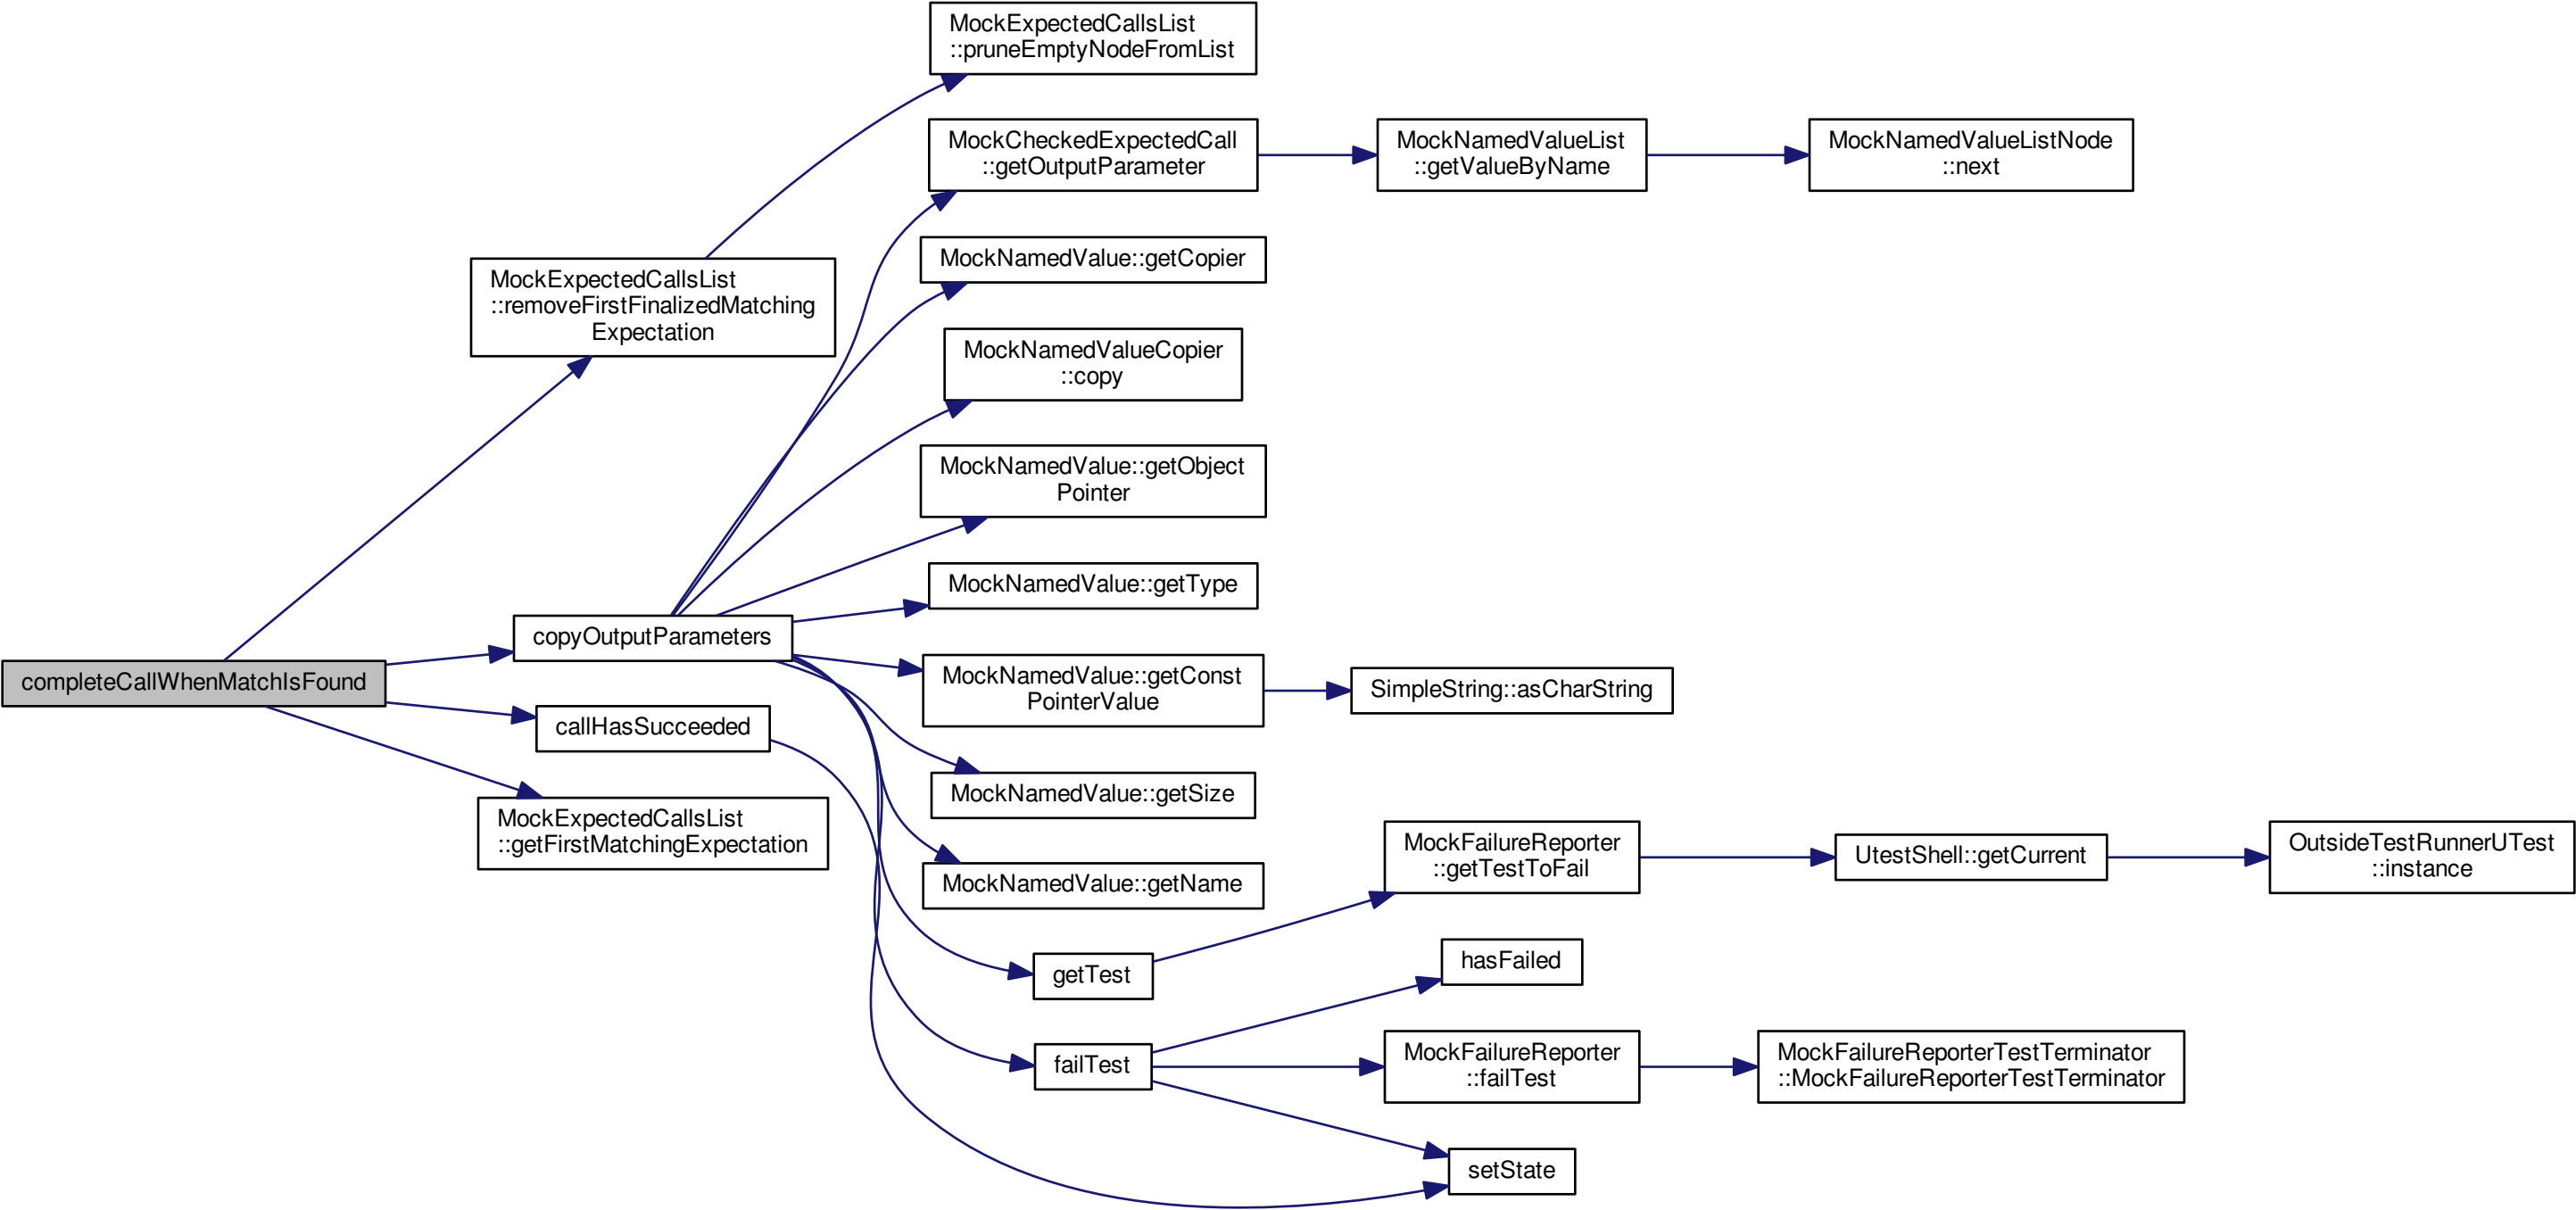 MockExpectedCallsList
::pruneEmptyNodeFromList
MockCheckedExpectedCall
::getOutputParameter
MockNamedValueList
::getValueByName
MockNamedValueListNode
::next
MockNamedValue::getCopier
MockExpectedCallsList
::removeFirstFinalizedMatching
Expectation
MockNamedValueCopier
::copy
MockNamedValue::getObject
Pointer
MockNamedValue::getType
copyOutputParameters
completeCallWhenMatchIsFound
MockNamedValue::getConst
PointerValue
SimpleString::asCharString
callHasSucceeded
MockNamedValue::getSize
MockExpectedCallsList
::getFirstMatchingExpectation
MockNamedValue::getName
MockFailureReporter
::getTestToFail
UtestShell::getCurrent
OutsideTestRunnerUTest
::instance
getTest
hasFailed
failTest
MockFailureReporter
::failTest
MockFailureReporterTestTerminator
::MockFailureReporterTestTerminator
setState